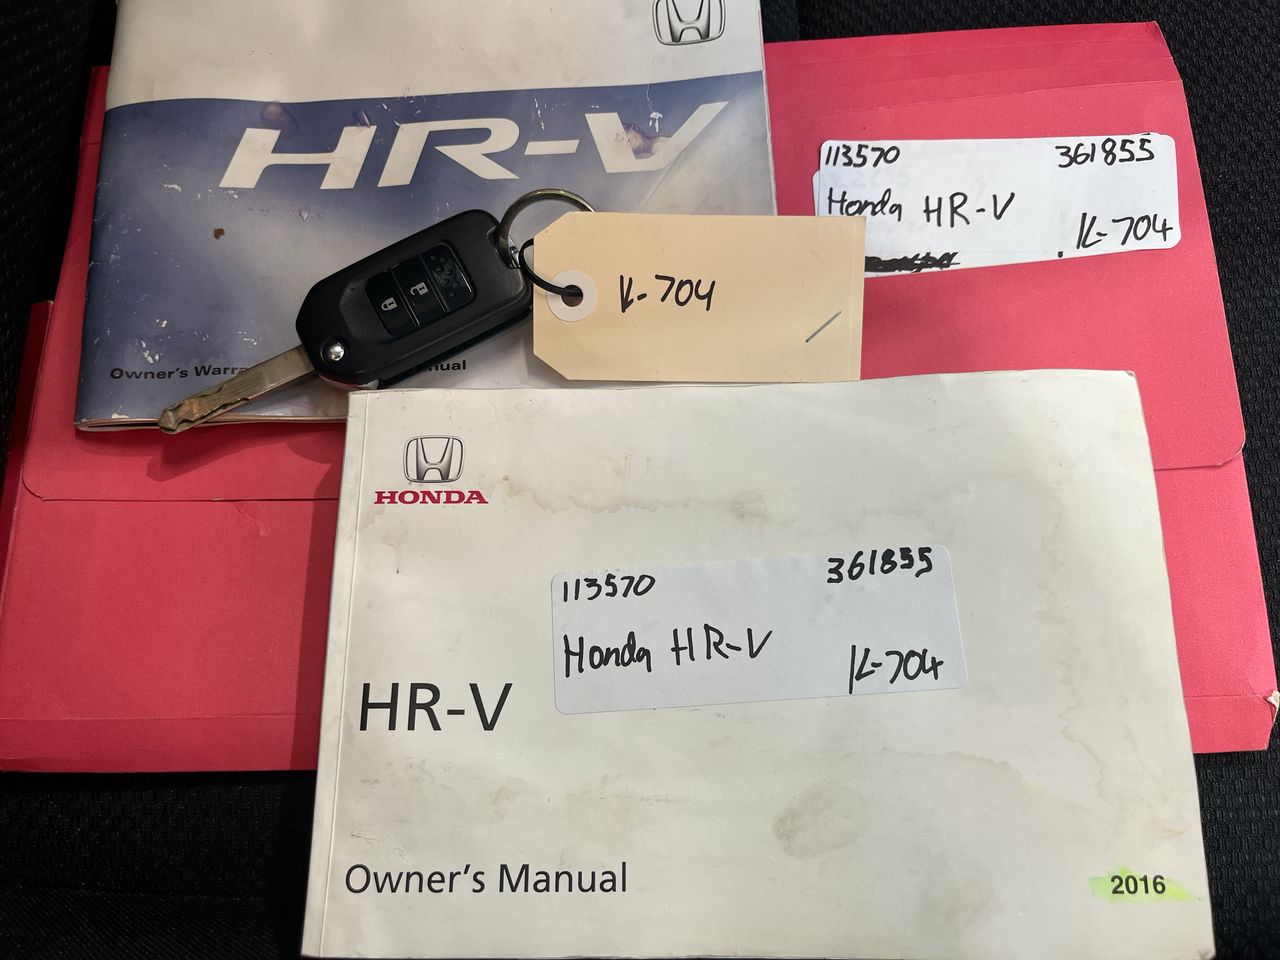 HR-V
Owner's Warra
nual
113570 361855
Honda HR-V
K-704
K-704
HONDA
113570 361855
Honda HR-V
K-704
HR-V
Owner's Manual
2016